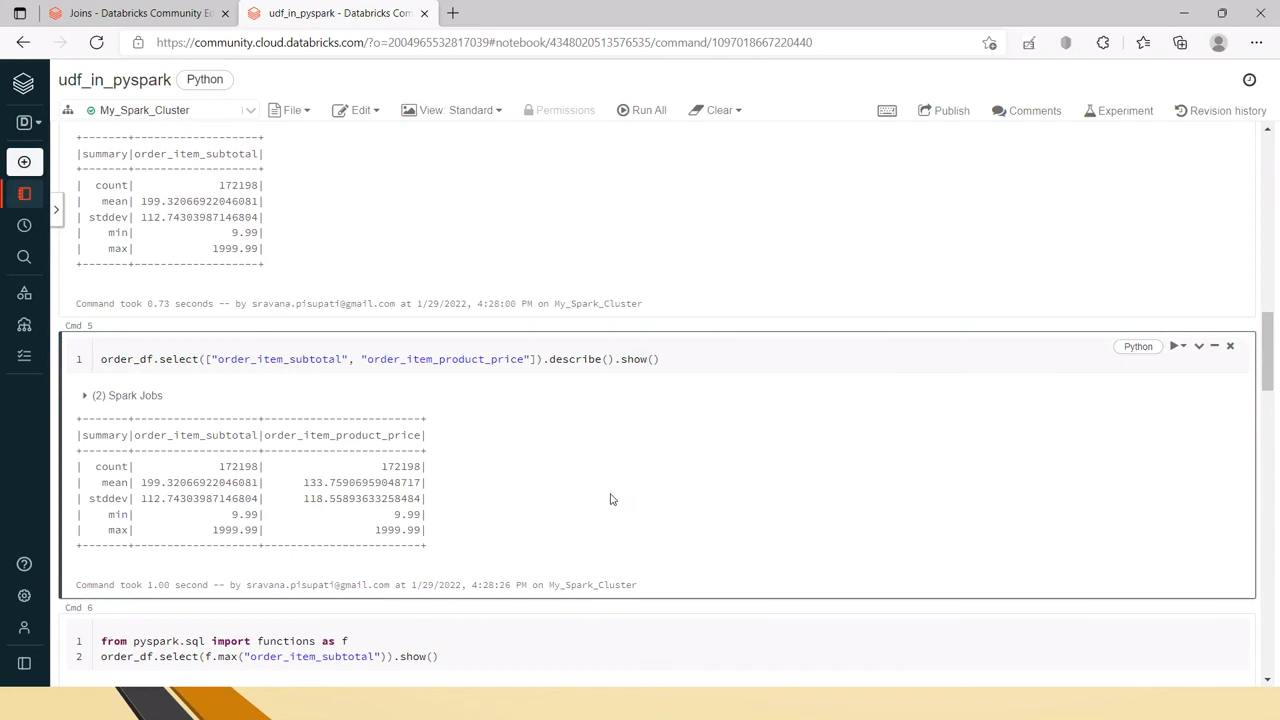 Joins - Databricks Community Ed
udf_in_pyspark - Databricks Com
https://community.cloud.databricks.com/?o=2004965532817039#notebook/4348020513576535/command/1097018667220440
udf_in_pyspark Python
My_Spark_Cluster File Edit View: Standard Permissions Run All Clear Publish Comments Experiment Revision history
D
+-------+-------------------+
|summary|order_item_subtotal|
+-------+-------------------+
| count| 172198|
| mean| 199.32066922046081|
| stddev| 112.74303987146804|
| min| 9.99|
| max| 1999.99|
+-------+-------------------+
Command took 0.73 seconds -- by sravana.pisupati@gmail.com at 1/29/2022, 4:28:00 PM on My_Spark_Cluster
Cmd 5
Python
1 order_df.select(["order_item_subtotal", "order_item_product_price"]).describe().show()
(2) Spark Jobs
+-------+-------------------+------------------------+
|summary|order_item_subtotal|order_item_product_price|
+-------+-------------------+------------------------+
| count| 172198| 172198|
| mean| 199.32066922046081| 133.75906959048717|
| stddev| 112.74303987146804| 118.55893633258484|
| min| 9.99| 9.99|
| max| 1999.99| 1999.99|
+-------+-------------------+------------------------+
Command took 1.00 second -- by sravana.pisupati@gmail.com at 1/29/2022, 4:28:26 PM on My_Spark_Cluster
Cmd 6
1 from pyspark.sql import functions as f
2 order_df.select(f.max("order_item_subtotal")).show()